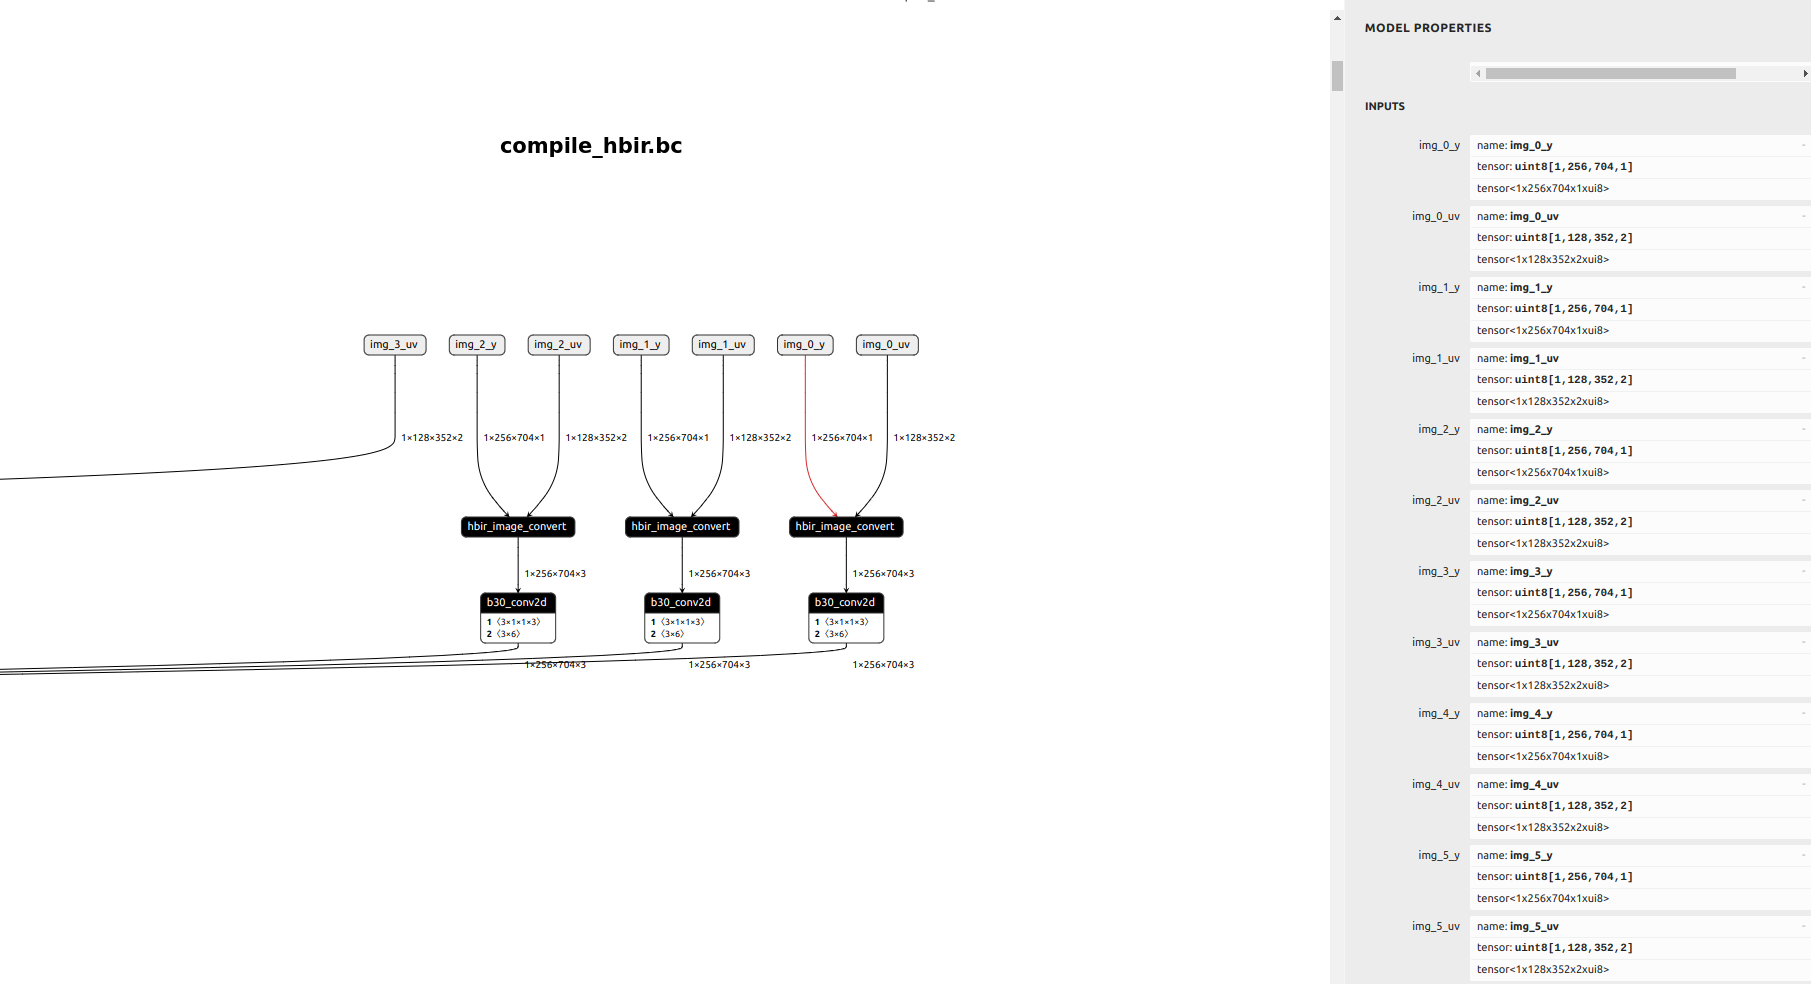 compile_hbir.bc
img_3_uv
img_2_y
img_2_uv
img_1_y
img_1_uv
img_0_y
img_0_uv
1×128×352×2
1×256×704×1
1×128×352×2
1×256×704×1
1×128×352×2
1×256×704×1
1×128×352×2
hbir_image_convert
hbir_image_convert
hbir_image_convert
1×256×704×3
1×256×704×3
1×256×704×3
b30_conv2d
1 〈3×1×1×3〉
2 〈3×6〉
b30_conv2d
1 〈3×1×1×3〉
2 〈3×6〉
b30_conv2d
1 〈3×1×1×3〉
2 〈3×6〉
1×256×704×3
1×256×704×3
1×256×704×3
MODEL PROPERTIES
INPUTS
img_0_y
name: img_0_y
tensor: uint8[1,256,704,1]
tensor<1x256x704x1xui8>
img_0_uv
name: img_0_uv
tensor: uint8[1,128,352,2]
tensor<1x128x352x2xui8>
img_1_y
name: img_1_y
tensor: uint8[1,256,704,1]
tensor<1x256x704x1xui8>
img_1_uv
name: img_1_uv
tensor: uint8[1,128,352,2]
tensor<1x128x352x2xui8>
img_2_y
name: img_2_y
tensor: uint8[1,256,704,1]
tensor<1x256x704x1xui8>
img_2_uv
name: img_2_uv
tensor: uint8[1,128,352,2]
tensor<1x128x352x2xui8>
img_3_y
name: img_3_y
tensor: uint8[1,256,704,1]
tensor<1x256x704x1xui8>
img_3_uv
name: img_3_uv
tensor: uint8[1,128,352,2]
tensor<1x128x352x2xui8>
img_4_y
name: img_4_y
tensor: uint8[1,256,704,1]
tensor<1x256x704x1xui8>
img_4_uv
name: img_4_uv
tensor: uint8[1,128,352,2]
tensor<1x128x352x2xui8>
img_5_y
name: img_5_y
tensor: uint8[1,256,704,1]
tensor<1x256x704x1xui8>
img_5_uv
name: img_5_uv
tensor: uint8[1,128,352,2]
tensor<1x128x352x2xui8>